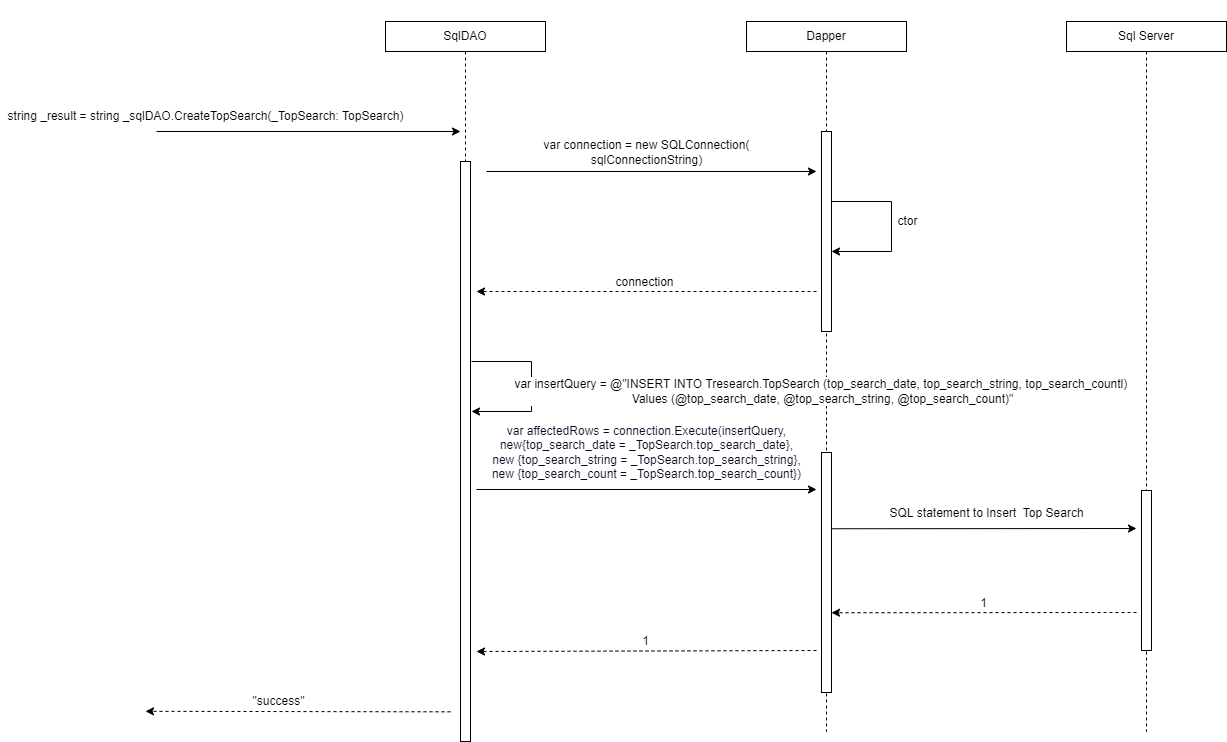 SqlDAO
Dapper
Sql Server
string _result = string _sqlDAO.CreateTopSearch(_TopSearch: TopSearch)
var connection = new SQLConnection(
sqlConnectionString)
ctor
connection
var insertQuery = @"INSERT INTO Tresearch.TopSearch (top_search_date, top_search_string, top_search_countl)
Values (@top_search_date, @top_search_string, @top_search_count)"
var affectedRows = connection.Execute(insertQuery,
new{top_search_date = _TopSearch.top_search_date},
new {top_search_string = _TopSearch.top_search_string},
new {top_search_count = _TopSearch.top_search_count})
SQL statement to Insert  Top Search
1
1
"success"